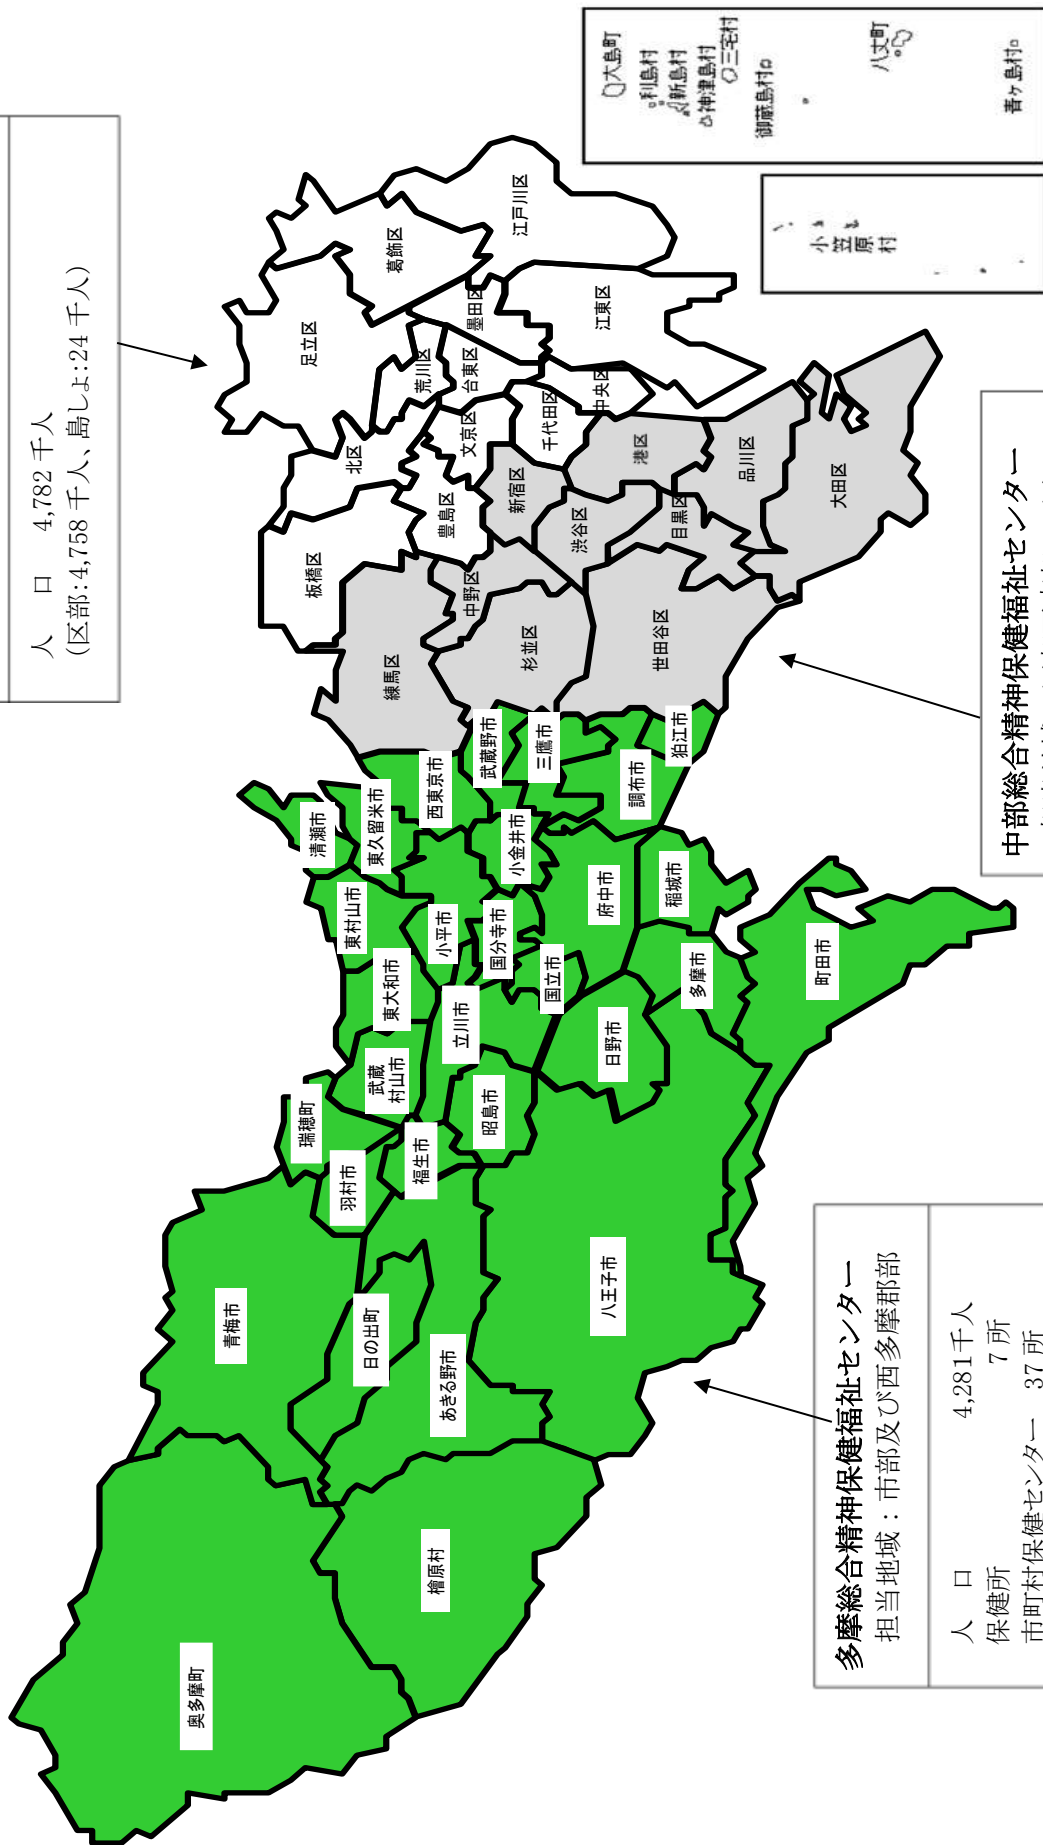 人　口　4,782 千人
(区部:4,758 千人、島しょ:24 千人)
足立区
葛飾区
江戸川区
荒川区
墨田区
台東区
江東区
北区
文京区
千代田区
中央区
板橋区
豊島区
新宿区
港区
渋谷区
品川区
目黒区
大田区
練馬区
中野区
杉並区
世田谷区
大島町
利島村
新島村
神津島村
三宅村
御蔵島村
八丈町
青ヶ島村
小
笠
原
村
清瀬市
東久留米市
西東京市
武蔵野市
三鷹市
調布市
狛江市
東村山市
小平市
小金井市
国分寺市
府中市
稲城市
東大和市
立川市
国立市
多摩市
町田市
武蔵
村山市
昭島市
日野市
瑞穂町
羽村市
福生市
青梅市
日の出町
あきる野市
八王子市
奥多摩町
檜原村
中部総合精神保健福祉センター
多摩総合精神保健福祉センター
担当地域：市部及び西多摩郡部
人　口　4,281千人
保健所　7 所
市町村保健センター　37 所